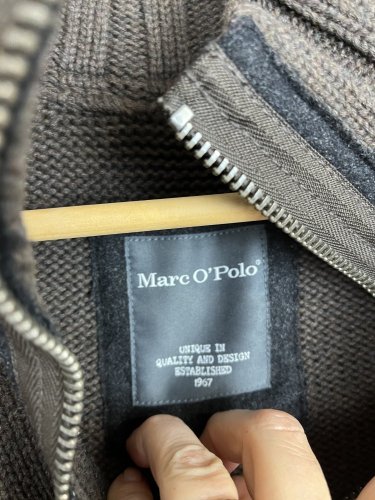 Marc O'Polo®
UNIQUE IN
QUALITY AND DESIGN
ESTABLISHED
1967